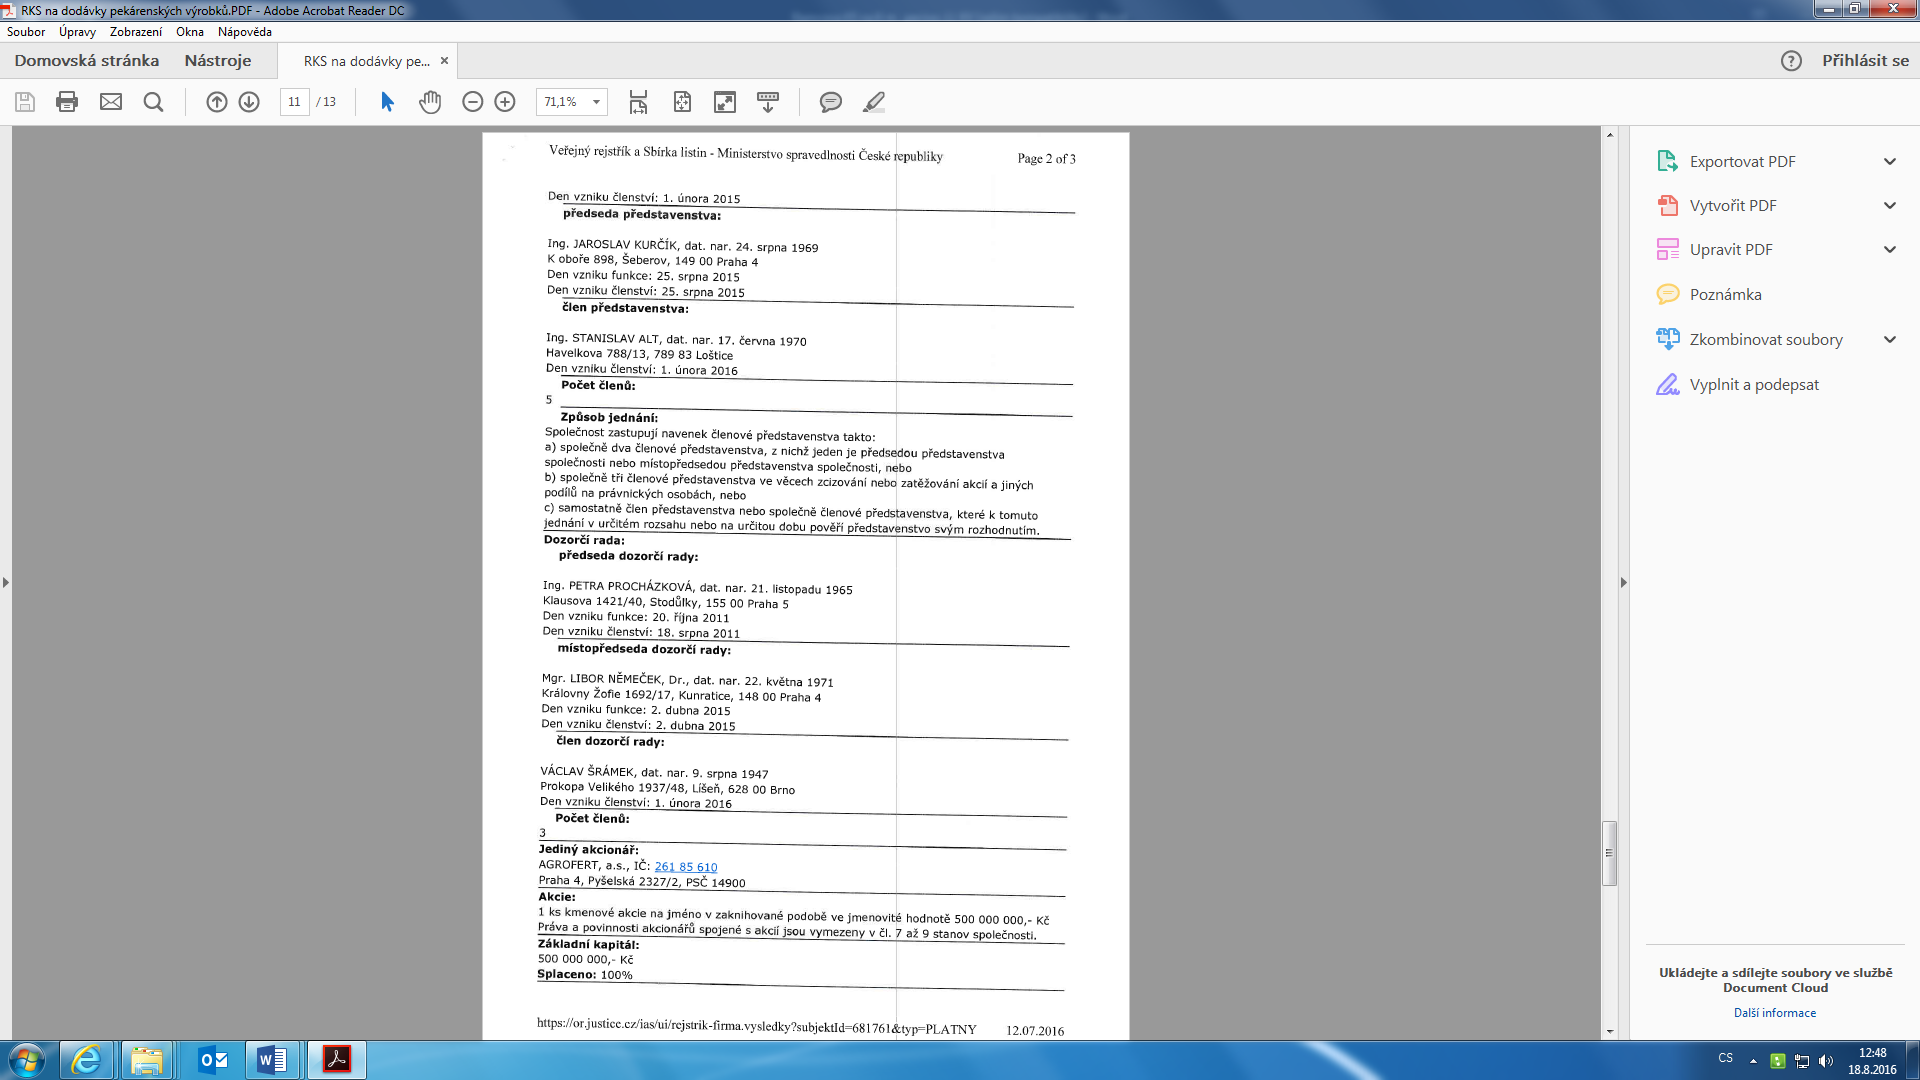 RKS na dodávky pekárenských výrobků.PDF - Adobe Acrobat Reader DC
Soubor Úpravy Zobrazení Okna Nápověda
Domovská stránka Nástroje RKS na dodávky pe... × Přihlásit se
11 / 13 71,1%
Veřejný rejstřík a Sbírka listin - Ministerstvo spravedlnosti České republiky Page 2 of 3
Den vzniku členství: 1. února 2015
předseda představenstva:
Ing. JAROSLAV KURČÍK, dat. nar. 24. srpna 1969
K oboře 898, Šeberov, 149 00 Praha 4
Den vzniku funkce: 25. srpna 2015
Den vzniku členství: 25. srpna 2015
člen představenstva:
Ing. STANISLAV ALT, dat. nar. 17. června 1970
Havelkova 788/13, 789 83 Loštice
Den vzniku členství: 1. února 2016
Počet členů:
5
Způsob jednání:
Společnost zastupují navenek členové představenstva takto:
a) společně dva členové představenstva, z nichž jeden je předsedou představenstva
společnosti nebo místopředsedou představenstva společnosti, nebo
b) společně tři členové představenstva ve věcech zcizování nebo zatěžování akcií a jiných
podílů na právnických osobách, nebo
c) samostatně člen představenstva nebo společně členové představenstva, které k tomuto
jednání v určitém rozsahu nebo na určitou dobu pověří představenstvo svým rozhodnutím.
Dozorčí rada:
předseda dozorčí rady:
Ing. PETRA PROCHÁZKOVÁ, dat. nar. 21. listopadu 1965
Klausova 1421/40, Stodůlky, 155 00 Praha 5
Den vzniku funkce: 20. října 2011
Den vzniku členství: 18. srpna 2011
místopředseda dozorčí rady:
Mgr. LIBOR NĚMEČEK, Dr., dat. nar. 22. května 1971
Královny Žofie 1692/17, Kunratice, 148 00 Praha 4
Den vzniku funkce: 2. dubna 2015
Den vzniku členství: 2. dubna 2015
člen dozorčí rady:
VÁCLAV ŠRÁMEK, dat. nar. 9. srpna 1947
Prokopa Velikého 1937/48, Líšeň, 628 00 Brno
Den vzniku členství: 1. února 2016
Počet členů:
3
Jediný akcionář:
AGROFERT, a.s., IČ: 261 85 610
Praha 4, Pyšelská 2327/2, PSČ 14900
Akcie:
1 ks kmenové akcie na jméno v zaknihované podobě ve jmenovité hodnotě 500 000 000,- Kč
Práva a povinnosti akcionářů spojené s akcií jsou vymezeny v čl. 7 až 9 stanov společnosti.
Základní kapitál:
500 000 000,- Kč
Splaceno: 100%
https://or.justice.cz/ias/ui/rejstrik-firma.vysledky?subjektId=681761&typ=PLATNY 12.07.2016
Exportovat PDF
Vytvořit PDF
Upravit PDF
Poznámka
Zkombinovat soubory
Vyplnit a podepsat
Ukládejte a sdílejte soubory ve službě
Document Cloud
Další informace
CS 12:48
18.8.2016